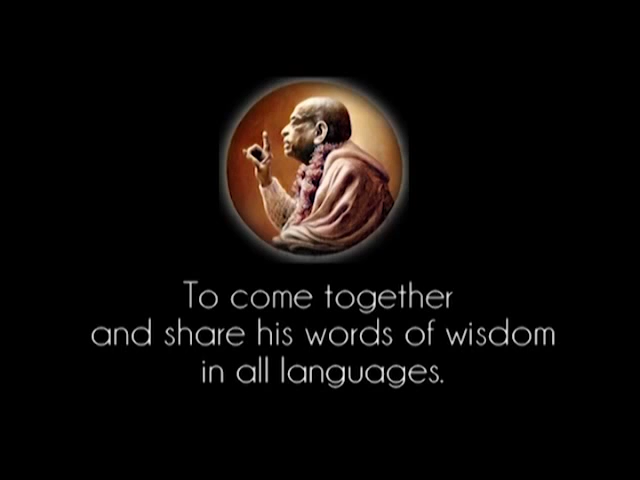 To come together
and share his words of wisdom
in all languages.